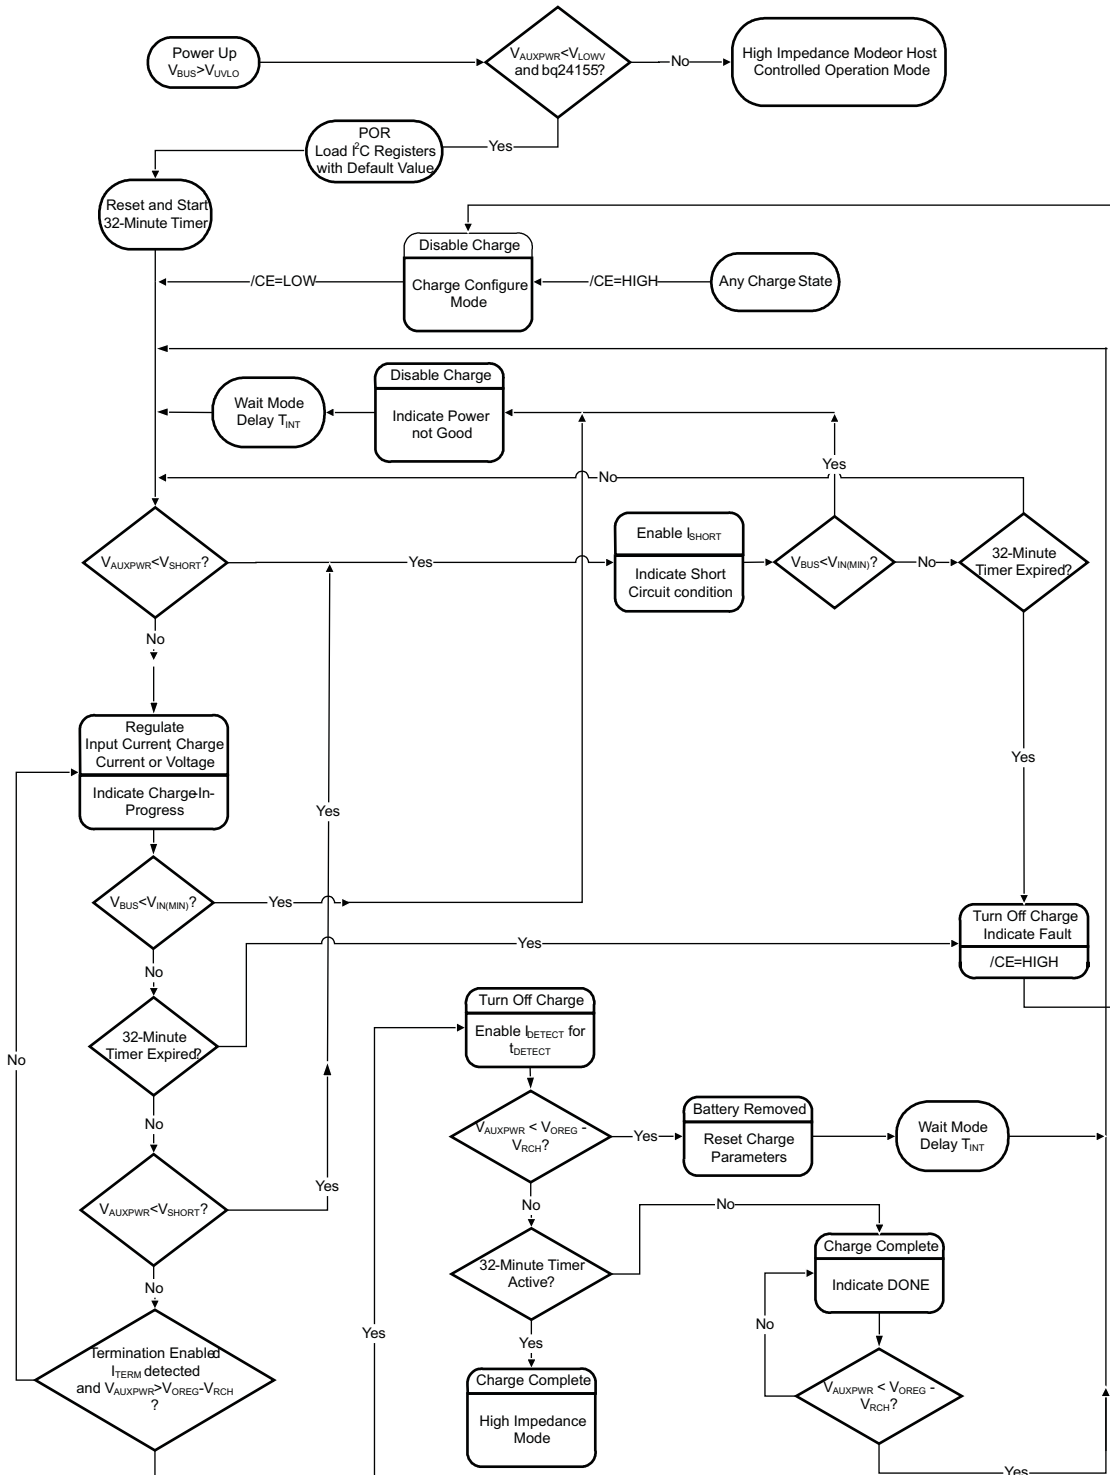 Power Up
VBUS>VUVLO
VAUXPWR<VLOWV
and bq24155?
No
High Impedance Modeor Host
Controlled Operation Mode
Yes
POR
Load I2C Registers
with Default Value
Reset and Start
32-Minute Timer
Disable Charge
Charge Configure
Mode
/CE=LOW
/CE=HIGH
Any Charge State
Disable Charge
Indicate Power
not Good
Wait Mode
Delay TINT
Yes
No
VAUXPWR<VSHORT?
Yes
Enable ISHORT
Indicate Short
Circuit condition
VBUS<VIN(MIN)?
No
32-Minute
Timer Expired?
No
Regulate
Input Current, Charge
Current or Voltage
Indicate Charge-In-
Progress
Yes
Yes
VBUS<VIN(MIN)?
Yes
Turn Off Charge
Indicate Fault
/CE=HIGH
Yes
No
32-Minute
Timer Expired?
No
Turn Off Charge
Enable IDETECT for
tDETECT
No
VAUXPWR < VOREG -
VRCH?
Yes
Battery Removed
Reset Charge
Parameters
Wait Mode
Delay TINT
VAUXPWR<VSHORT?
Yes
No
No
32-Minute Timer
Active?
Charge Complete
Indicate DONE
No
Yes
No
Yes
Termination Enabled
ITERM detected
and VAUXPWR>VOREG-VRCH
?
Charge Complete
High Impedance
Mode
VAUXPWR < VOREG -
VRCH?
Yes